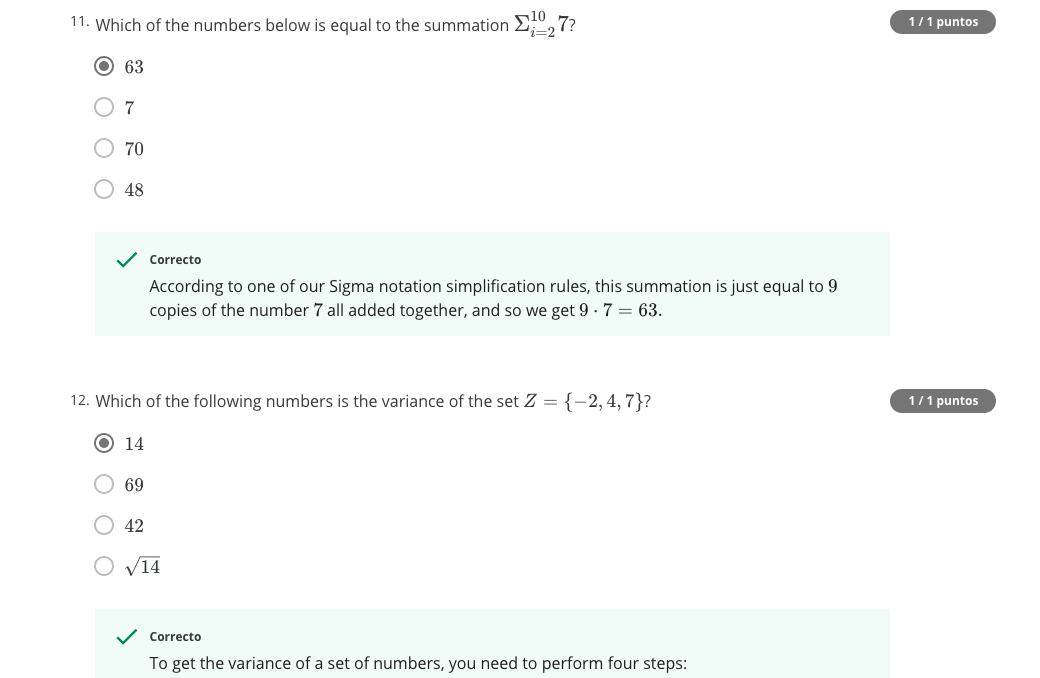 11. Which of the numbers below is equal to the summation Σ_{i=2}^{10} 7?
1 / 1 puntos
63
7
70
48
Correcto
According to one of our Sigma notation simplification rules, this summation is just equal to 9
copies of the number 7 all added together, and so we get 9 · 7 = 63.
12. Which of the following numbers is the variance of the set Z = {−2, 4, 7}?
1 / 1 puntos
14
69
42
√14
Correcto
To get the variance of a set of numbers, you need to perform four steps: